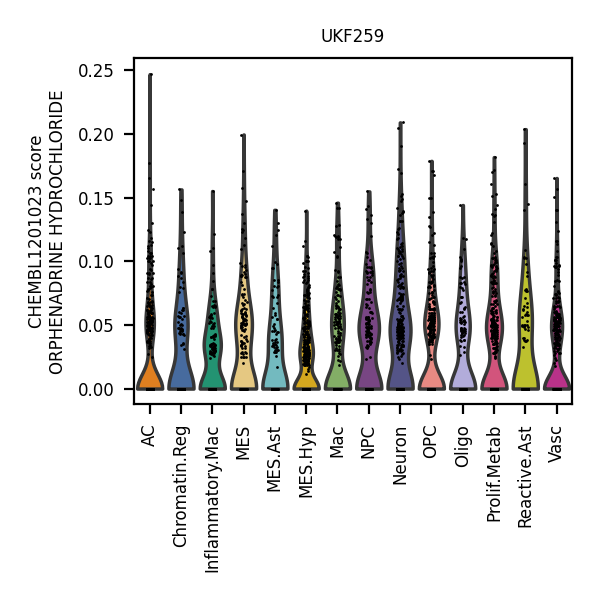 UKF259
CHEMBL1201023 score
ORPHENADRINE HYDROCHLORIDE
0.25
0.20
0.15
0.10
0.05
0.00
AC
Chromatin.Reg
Inflammatory.Mac
MES
MES.Ast
MES.Hyp
Mac
NPC
Neuron
OPC
Oligo
Prolif.Metab
Reactive.Ast
Vasc